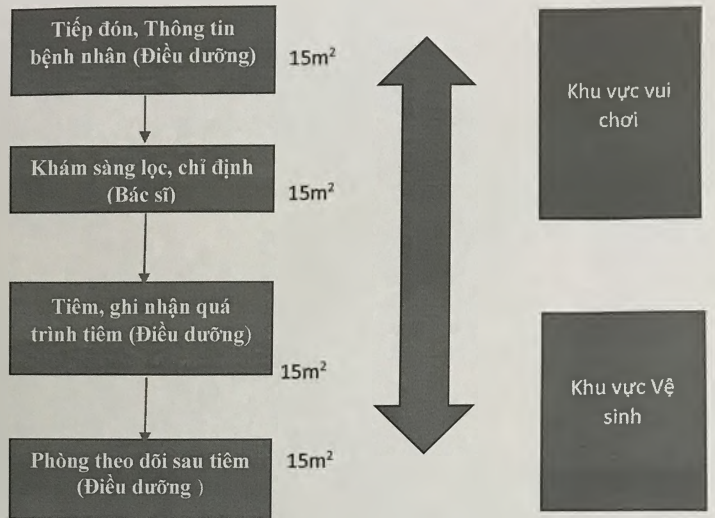 Tiếp đón, Thông tin
bệnh nhân (Điều dưỡng)
15m²
Khám sàng lọc, chỉ định
(Bác sĩ)
15m²
Tiêm, ghi nhận quá
trình tiêm (Điều dưỡng)
15m²
Phòng theo dõi sau tiêm
(Điều dưỡng )
15m²
Khu vực vui
chơi
Khu vực Vệ
sinh